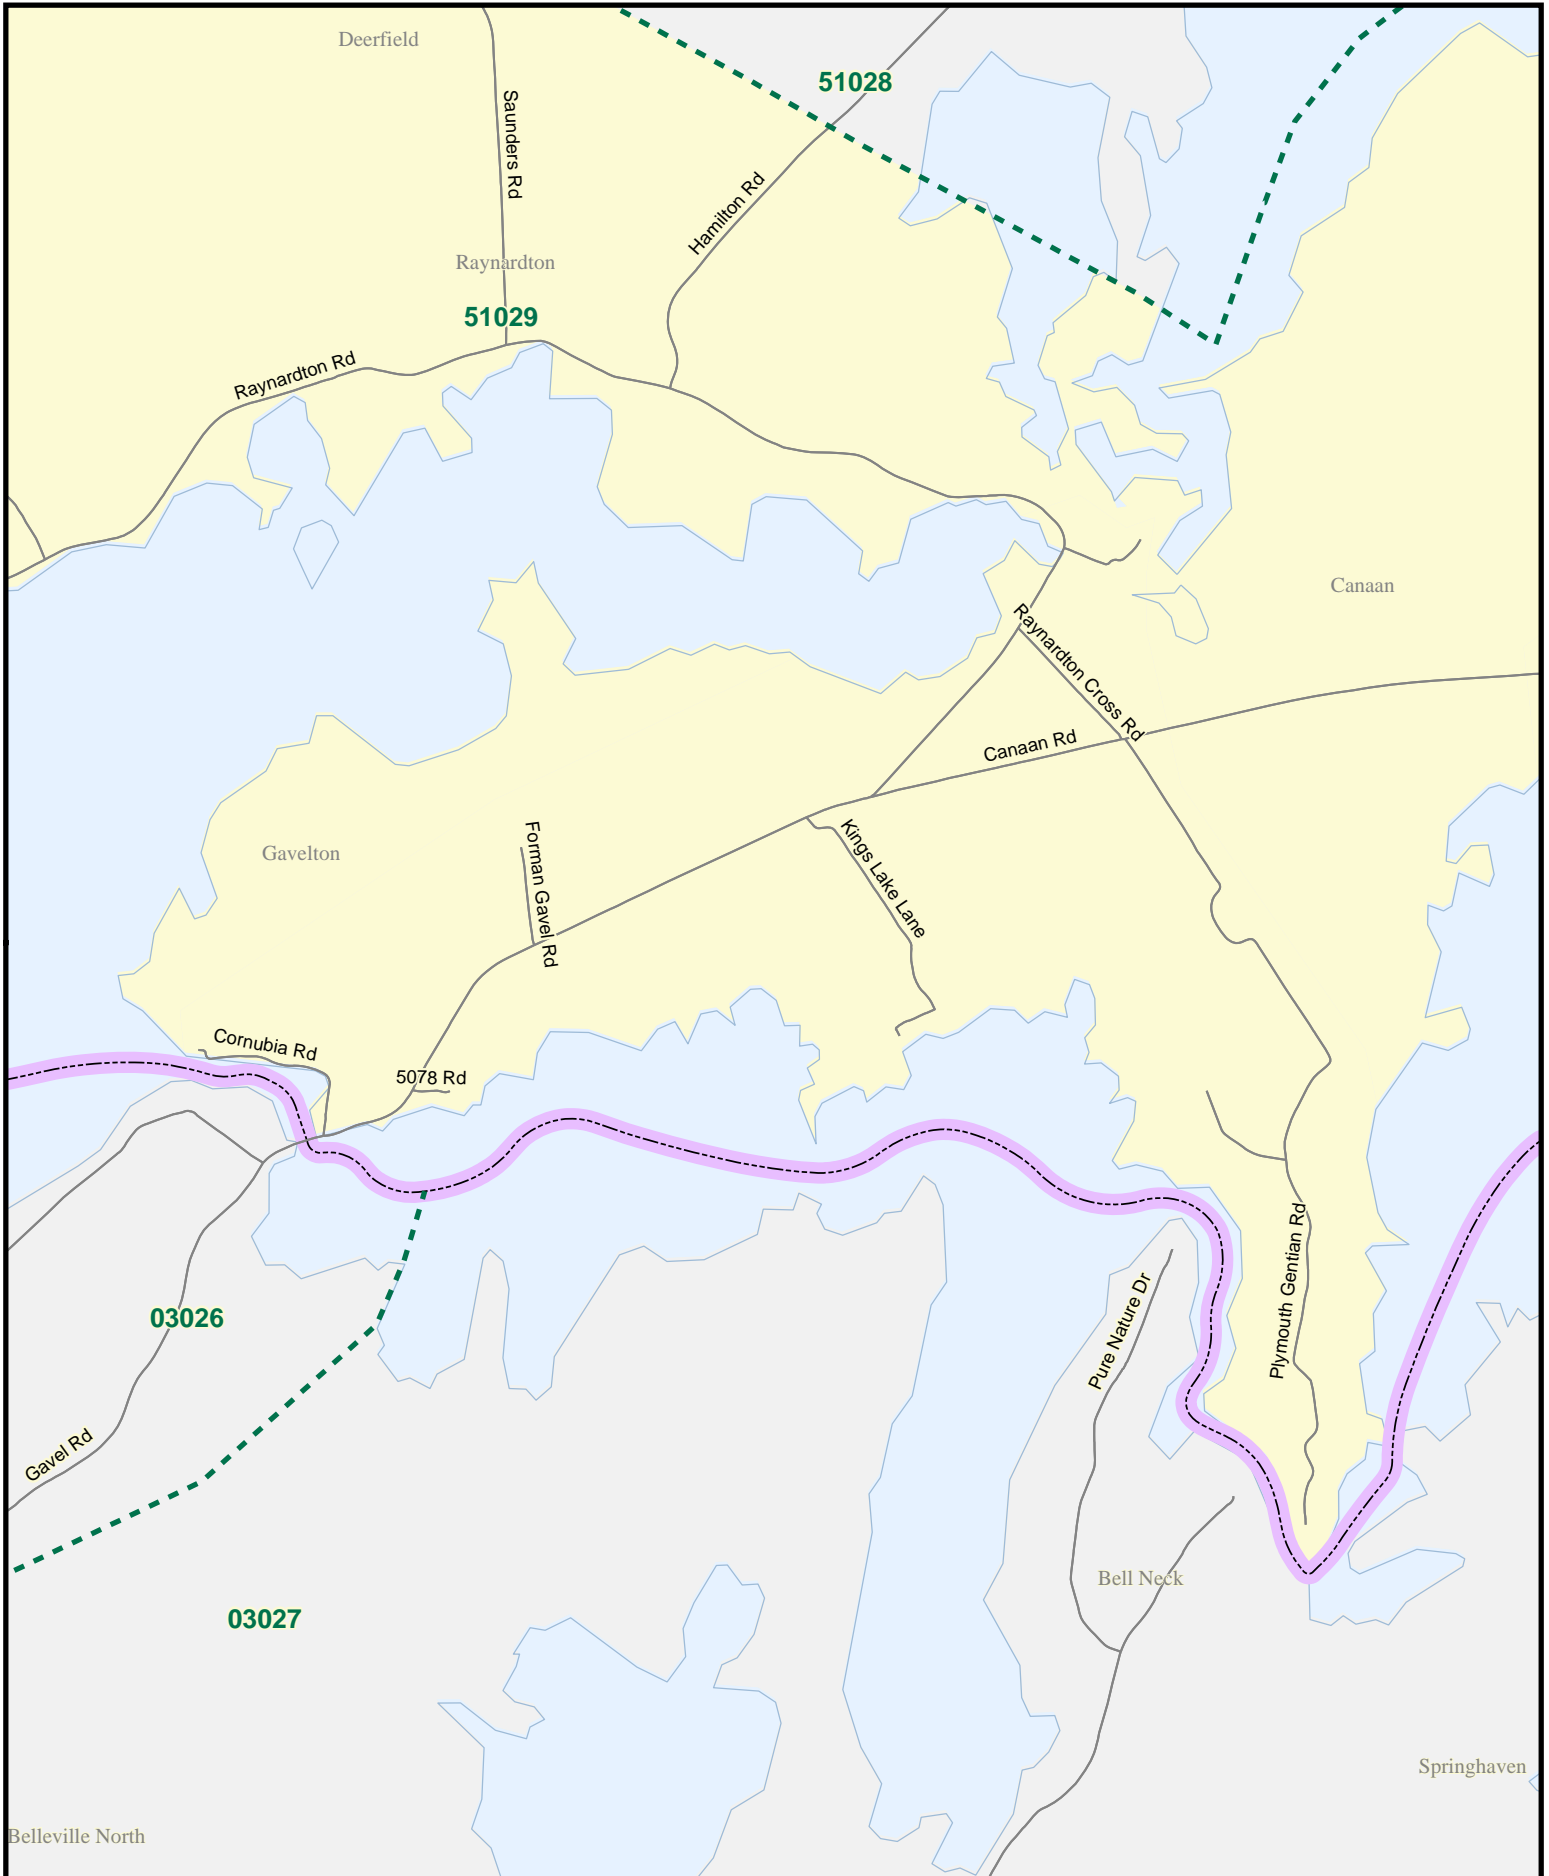 Deerfield
51028
Saunders Rd
Hamilton Rd
Raynardton
51029
Raynardton Rd
Canaan
Raynardton Cross Rd
Canaan Rd
Kings Lake Lane
Forman Gavel Rd
Gavelton
Cornubia Rd
5078 Rd
Plymouth Gentian Rd
Pure Nature Dr
03026
Gavel Rd
Bell Neck
03027
Springhaven
Belleville North